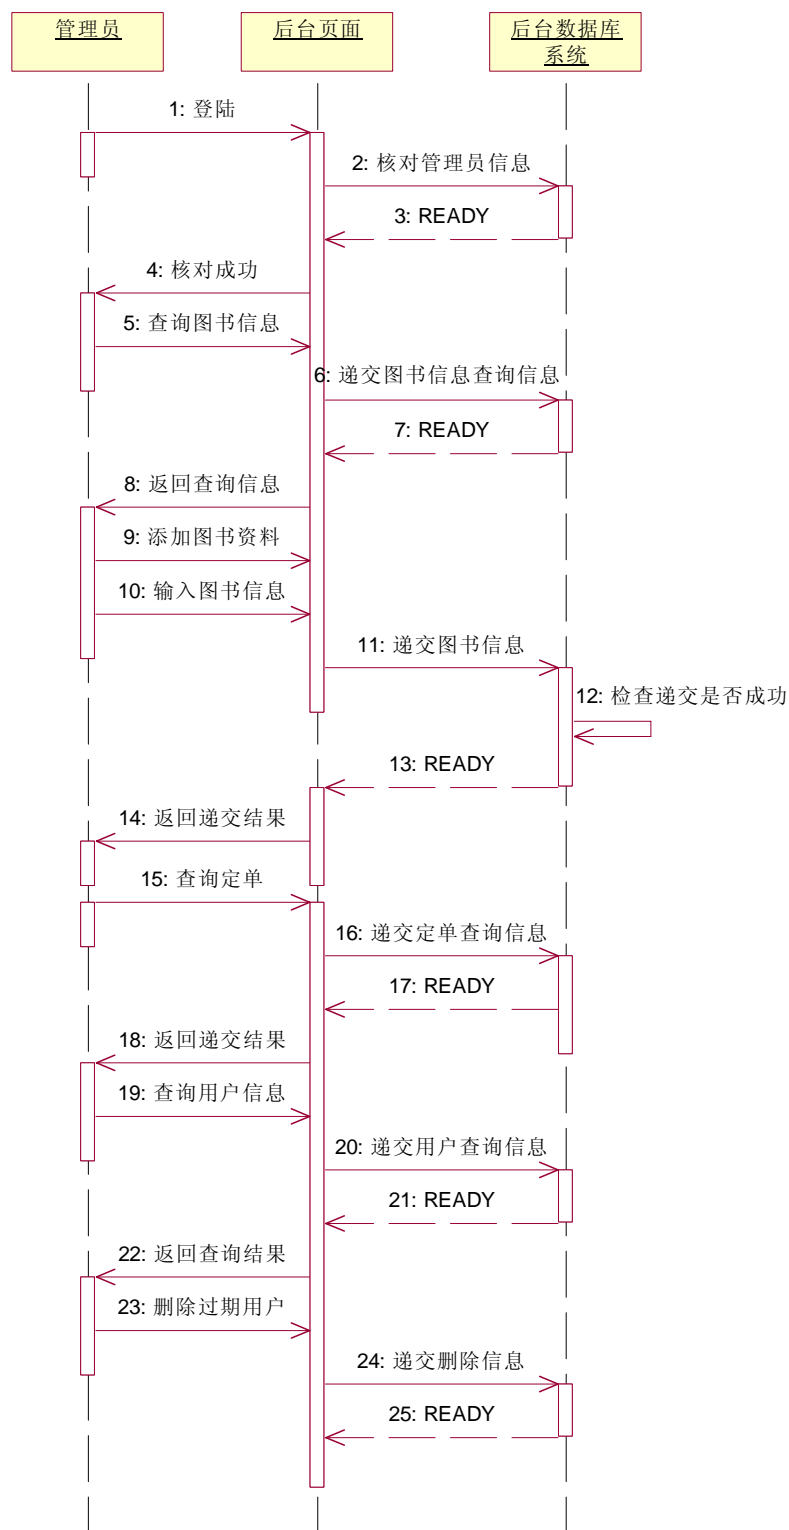 管理员
后台页面
后台数据库
系统
1: 登陆
2: 核对管理员信息
3: READY
4: 核对成功
5: 查询图书信息
6: 递交图书信息查询信息
7: READY
8: 返回查询信息
9: 添加图书资料
10: 输入图书信息
11: 递交图书信息
12: 检查递交是否成功
13: READY
14: 返回递交结果
15: 查询定单
16: 递交定单查询信息
17: READY
18: 返回递交结果
19: 查询用户信息
20: 递交用户查询信息
21: READY
22: 返回查询结果
23: 删除过期用户
24: 递交删除信息
25: READY